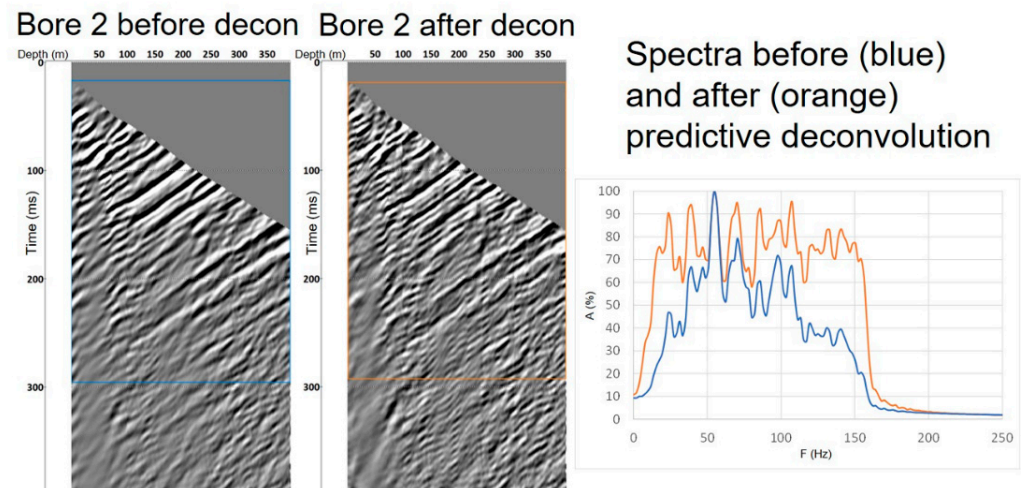 Bore 2 before decon
Bore 2 after decon
Depth (m) 50 100 150 200 250 300 350
Depth (m) 50 100 150 200 250 300 350
0
100
200
300
Time (ms)
0
100
200
300
Time (ms)
Spectra before (blue)
and after (orange)
predictive deconvolution
100
90
80
70
60
50
40
30
20
10
0
A (%)
0 50 100 150 200 250
F (Hz)